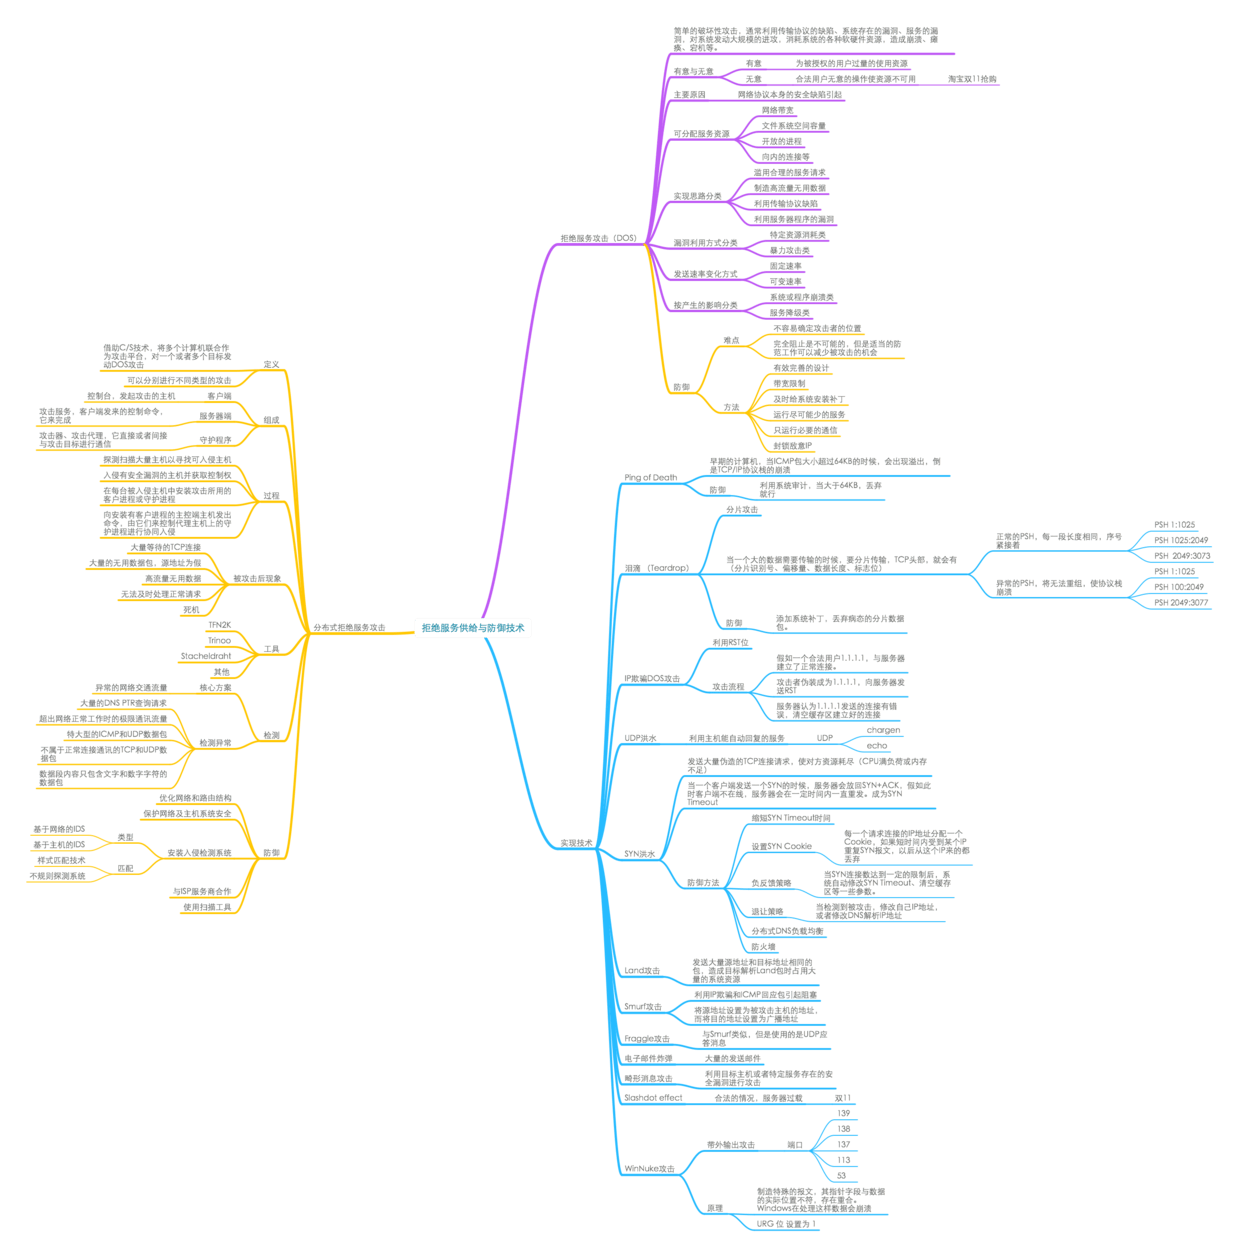 拒绝服务供给与防御技术
拒绝服务攻击（DOS）
简单的破坏性攻击，通常利用传输协议的缺陷、系统存在的漏洞、服务的漏
洞，对系统发动大规模的进攻，消耗系统的各种软硬件资源，造成崩溃、瘫
痪、宕机等。
有意与无意
有意
为被授权的用户过量的使用资源
无意
合法用户无意的操作使资源不可用
淘宝双11抢购
主要原因
网络协议本身的安全缺陷引起
可分配服务资源
网络带宽
文件系统空间容量
开放的进程
向内的连接等
实现思路分类
滥用合理的服务请求
制造高流量无用数据
利用传输协议缺陷
利用服务器程序的漏洞
漏洞利用方式分类
特定资源消耗类
暴力攻击类
发送速率变化方式
固定速率
可变速率
按产生的影响分类
系统或程序崩溃类
服务降级类
防御
难点
不容易确定攻击者的位置
完全阻止是不可能的，但是适当的防
范工作可以减少被攻击的机会
方法
有效完善的设计
带宽限制
及时给系统安装补丁
运行尽可能少的服务
只运行必要的通信
封锁敌意IP
实现技术
Ping of Death
早期的计算机，当ICMP包大小超过64KB的时候，会出现溢出，倒
是TCP/IP协议栈的崩溃
防御
利用系统审计，当大于64KB，丢弃
就行
泪滴 （Teardrop）
分片攻击
当一个大的数据需要传输的时候，要分片传输，TCP头部，就会有
（分片识别号、偏移量、数据长度、标志位）
正常的PSH，每一段长度相同，序号
紧接着
PSH 1:1025
PSH 1025:2049
PSH  2049:3073
异常的PSH，将无法重组，使协议栈
崩溃
PSH 1:1025
PSH 100:2049
PSH 2049:3077
防御
添加系统补丁，丢弃病态的分片数据
包。
IP欺骗DOS攻击
利用RST位
攻击流程
假如一个合法用户1.1.1.1，与服务器
建立了正常连接。
攻击者伪装成为1.1.1.1，向服务器发
送RST
服务器认为1.1.1.1发送的连接有错
误，清空缓存区建立好的连接
UDP洪水
利用主机能自动回复的服务
UDP
chargen
echo
SYN洪水
发送大量伪造的TCP连接请求，使对方资源耗尽（CPU满负荷或内存
不足）
当一个客户端发送一个SYN的时候，服务器会放回SYN+ACK，假如此
时客户端不在线，服务器会在一定时间内一直重发。成为SYN
Timeout
防御方法
缩短SYN Timeout时间
设置SYN Cookie
每一个请求连接的IP地址分配一个
Cookie，如果短时间内受到某个IP
重复SYN报文，以后从这个IP来的都
丢弃
负反馈策略
当SYN连接数达到一定的限制后，系
统自动修改SYN Timeout、清空缓存
区等一些参数。
退让策略
当检测到被攻击，修改自己IP地址，
或者修改DNS解析IP地址
分布式DNS负载均衡
防火墙
Land攻击
发送大量源地址和目标地址相同的
包，造成目标解析Land包时占用大
量的系统资源
Smurf攻击
利用IP欺骗和ICMP回应包引起阻塞
将源地址设置为被攻击主机的地址，
而将目的地址设置为广播地址
Fraggle攻击
与Smurf类似，但是使用的是UDP应
答消息
电子邮件炸弹
大量的发送邮件
畸形消息攻击
利用目标主机或者特定服务存在的安
全漏洞进行攻击
Slashdot effect
合法的情况，服务器过载
双11
WinNuke攻击
带外输出攻击
端口
139
138
137
113
53
原理
制造特殊的报文，其指针字段与数据
的实际位置不符，存在重合。
Windows在处理这样数据会崩溃
URG 位 设置为 1
分布式拒绝服务攻击
定义
借助C/S技术，将多个计算机联合作
为攻击平台，对一个或者多个目标发
动DOS攻击
可以分别进行不同类型的攻击
组成
客户端
控制台，发起攻击的主机
服务器端
攻击服务，客户端发来的控制命令，
它来完成
守护程序
攻击器、攻击代理，它直接或者间接
与攻击目标进行通信
过程
探测扫描大量主机以寻找可入侵主机
入侵有安全漏洞的主机并获取控制权
在每台被入侵主机中安装攻击所用的
客户进程或守护进程
向安装有客户进程的主控端主机发出
命令，由它们来控制代理主机上的守
护进程进行协同入侵
被攻击后现象
大量等待的TCP连接
大量的无用数据包，源地址为假
高流量无用数据
无法及时处理正常请求
死机
工具
TFN2K
Trinoo
Stacheldraht
其他
检测
核心方案
异常的网络交通流量
检测异常
大量的DNS PTR查询请求
超出网络正常工作时的极限通讯流量
特大型的ICMP和UDP数据包
不属于正常连接通讯的TCP和UDP数
据包
数据段内容只包含文字和数字字符的
数据包
防御
优化网络和路由结构
保护网络及主机系统安全
安装入侵检测系统
类型
基于网络的IDS
基于主机的IDS
匹配
样式匹配技术
不规则探测系统
与ISP服务商合作
使用扫描工具